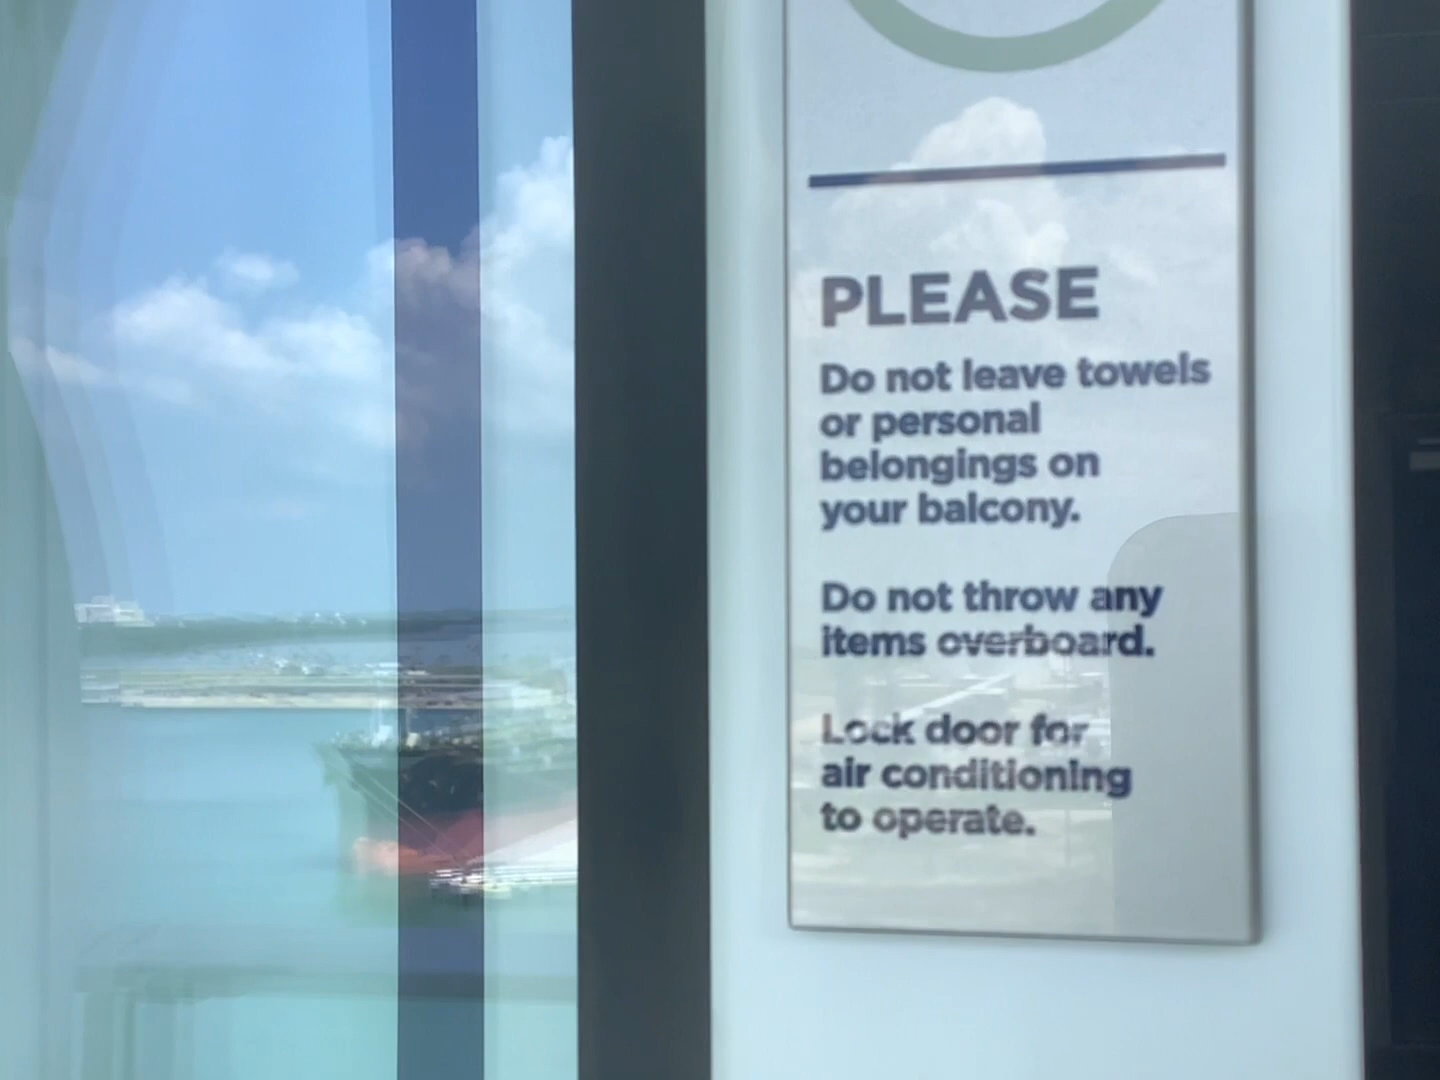 PLEASE
Do not leave towels
or personal
belongings on
your balcony.
Do not throw any
items overboard.
Lock door for
air conditioning
to operate.